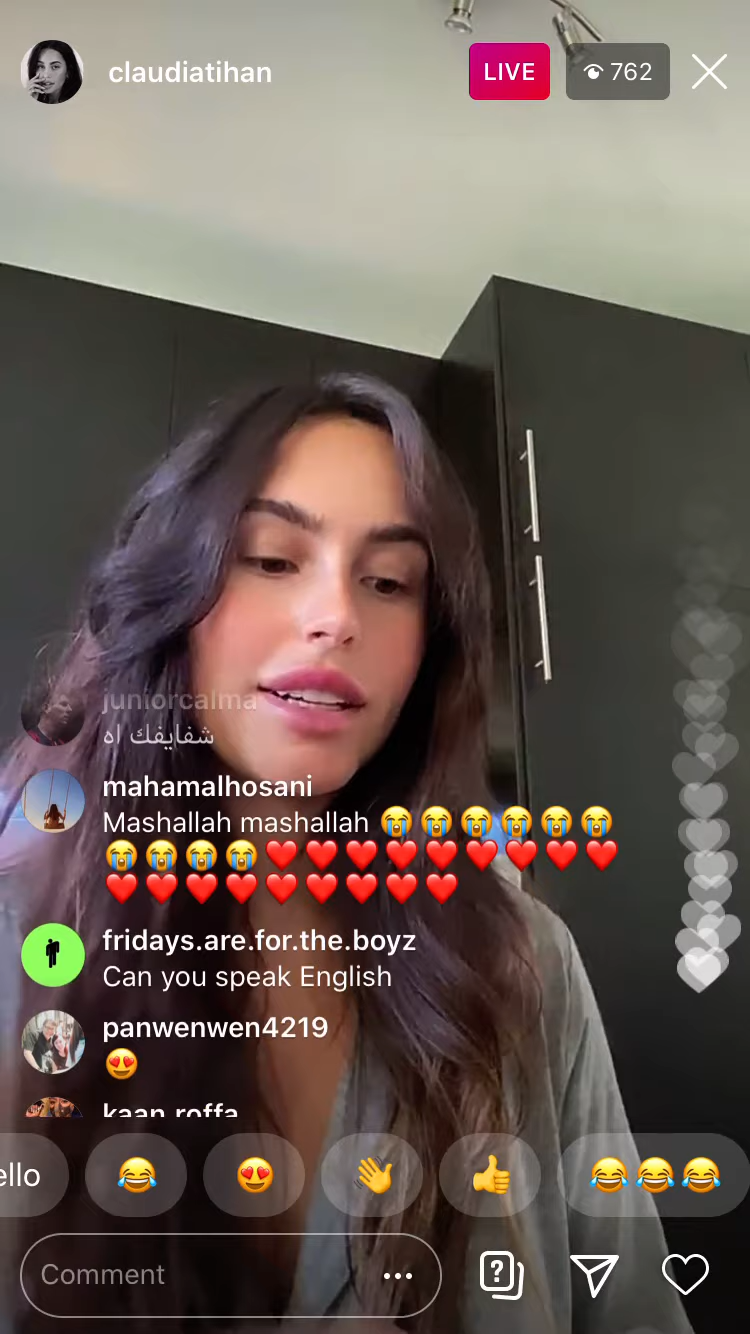 claudiatihan LIVE 762
juniorcalma
شفايفك اه
mahamalhosani
Mashallah mashallah 😭😭😭😭😭😭
😭😭😭😭❤️❤️❤️❤️❤️❤️❤️❤️❤️
❤️❤️❤️❤️❤️❤️❤️❤️❤️
fridays.are.for.the.boyz
Can you speak English
panwenwen4219
😍
kaan roffa
ello 😂 😍 👋 👍 😂😂😂
Comment